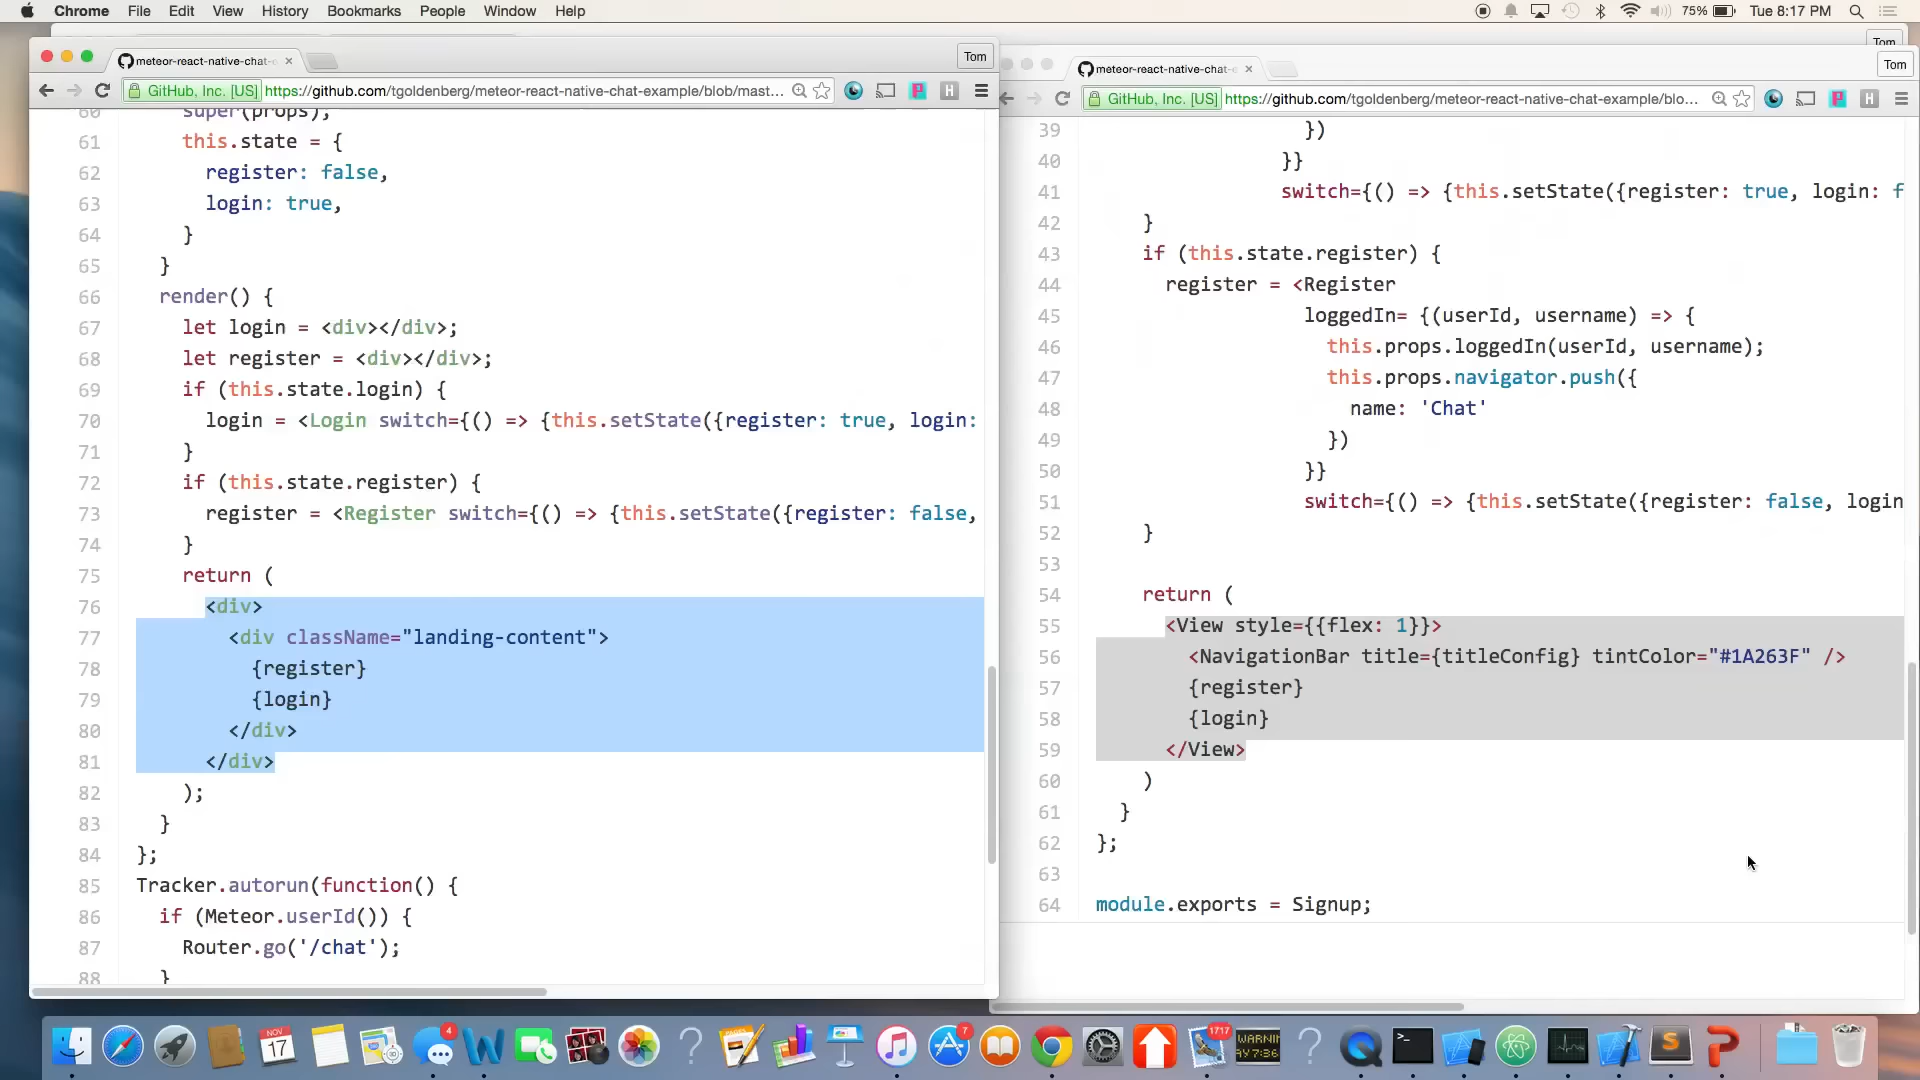 Chrome File Edit View History Bookmarks People Window Help
75% Tue 8:17 PM
meteor-react-native-chat-e
Tom
GitHub, Inc. [US] https://github.com/tgoldenberg/meteor-react-native-chat-example/blob/mast...
60 super(props);
61 this.state = {
62 register: false,
63 login: true,
64 }
65 }
66 render() {
67 let login = <div></div>;
68 let register = <div></div>;
69 if (this.state.login) {
70 login = <Login switch={() => {this.setState({register: true, login:
71 }
72 if (this.state.register) {
73 register = <Register switch={() => {this.setState({register: false,
74 }
75 return (
76 <div>
77 <div className="landing-content">
78 {register}
79 {login}
80 </div>
81 </div>
82 );
83 }
84 };
85 Tracker.autorun(function() {
86 if (Meteor.userId()) {
87 Router.go('/chat');
88 }
Tom
meteor-react-native-chat-e
Tom
GitHub, Inc. [US] https://github.com/tgoldenberg/meteor-react-native-chat-example/blo...
39 })
40 }}
41 switch={() => {this.setState({register: true, login: f
42 }
43 if (this.state.register) {
44 register = <Register
45 loggedIn= {(userId, username) => {
46 this.props.loggedIn(userId, username);
47 this.props.navigator.push({
48 name: 'Chat'
49 })
50 }}
51 switch={() => {this.setState({register: false, login
52 }
53
54 return (
55 <View style={{flex: 1}}>
56 <NavigationBar title={titleConfig} tintColor="#1A263F" />
57 {register}
58 {login}
59 </View>
60 )
61 }
62 };
63
64 module.exports = Signup;
NOV
17
4
7
1717
WARNIN
AY 7:36